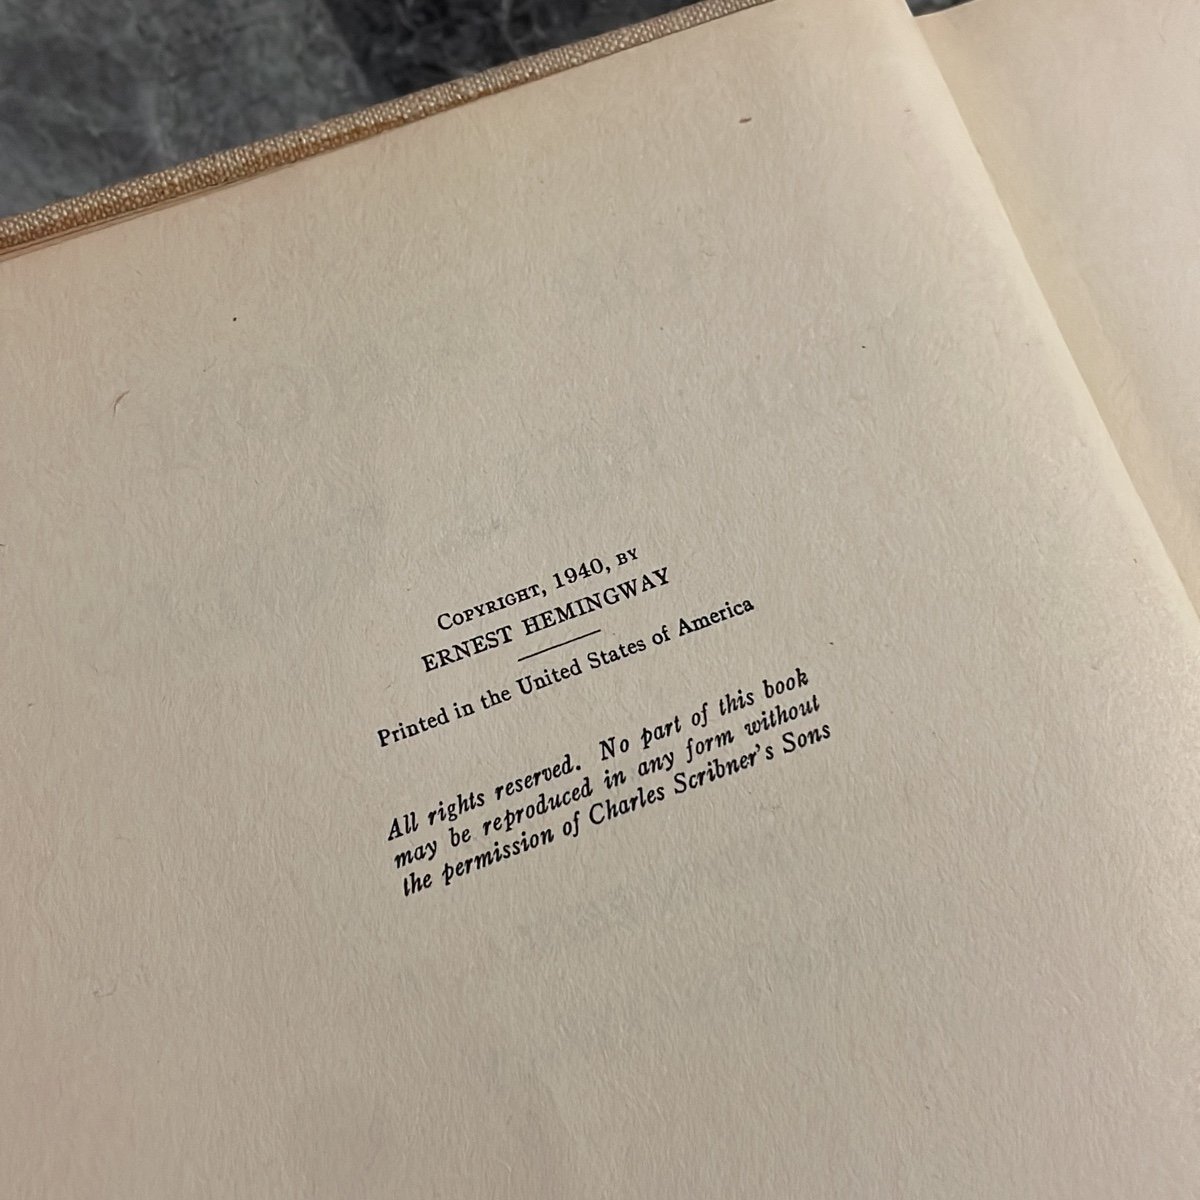 COPYRIGHT, 1940, BY
ERNEST HEMINGWAY
Printed in the United States of America
All rights reserved. No part of this book
may be reproduced in any form without
the permission of Charles Scribner's Sons